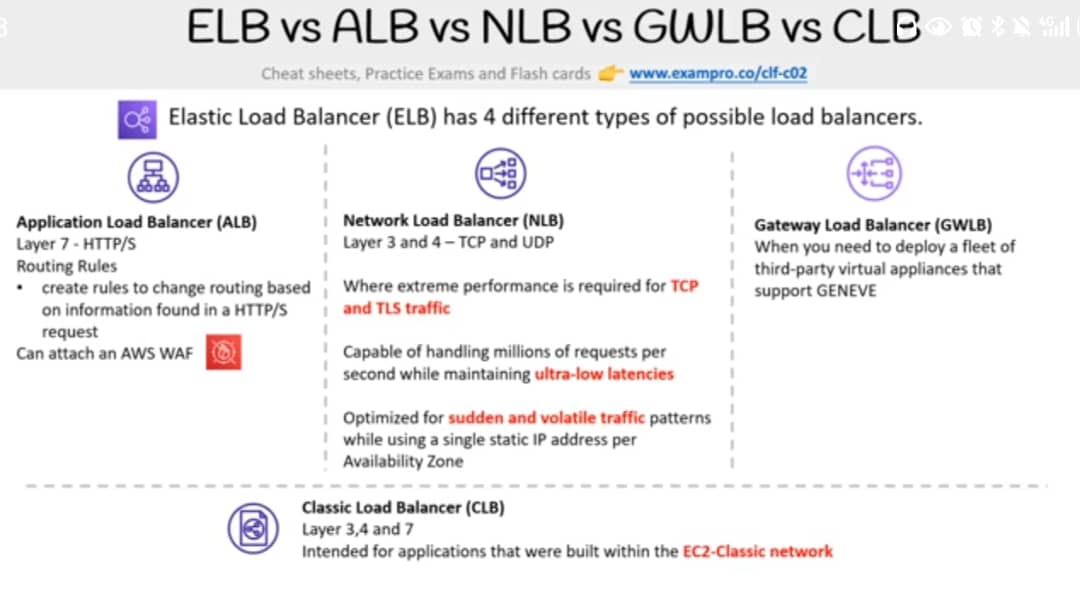 ELB vs ALB vs NLB vs GWLB vs CLB
Cheat sheets, Practice Exams and Flash cards 👉 www.exampro.co/clf-c02
Elastic Load Balancer (ELB) has 4 different types of possible load balancers.
Application Load Balancer (ALB)
Layer 7 - HTTP/S
Routing Rules
• create rules to change routing based
on information found in a HTTP/S
request
Can attach an AWS WAF
Network Load Balancer (NLB)
Layer 3 and 4 – TCP and UDP
Where extreme performance is required for TCP
and TLS traffic
Capable of handling millions of requests per
second while maintaining ultra-low latencies
Optimized for sudden and volatile traffic patterns
while using a single static IP address per
Availability Zone
Gateway Load Balancer (GWLB)
When you need to deploy a fleet of
third-party virtual appliances that
support GENEVE
Classic Load Balancer (CLB)
Layer 3,4 and 7
Intended for applications that were built within the EC2-Classic network